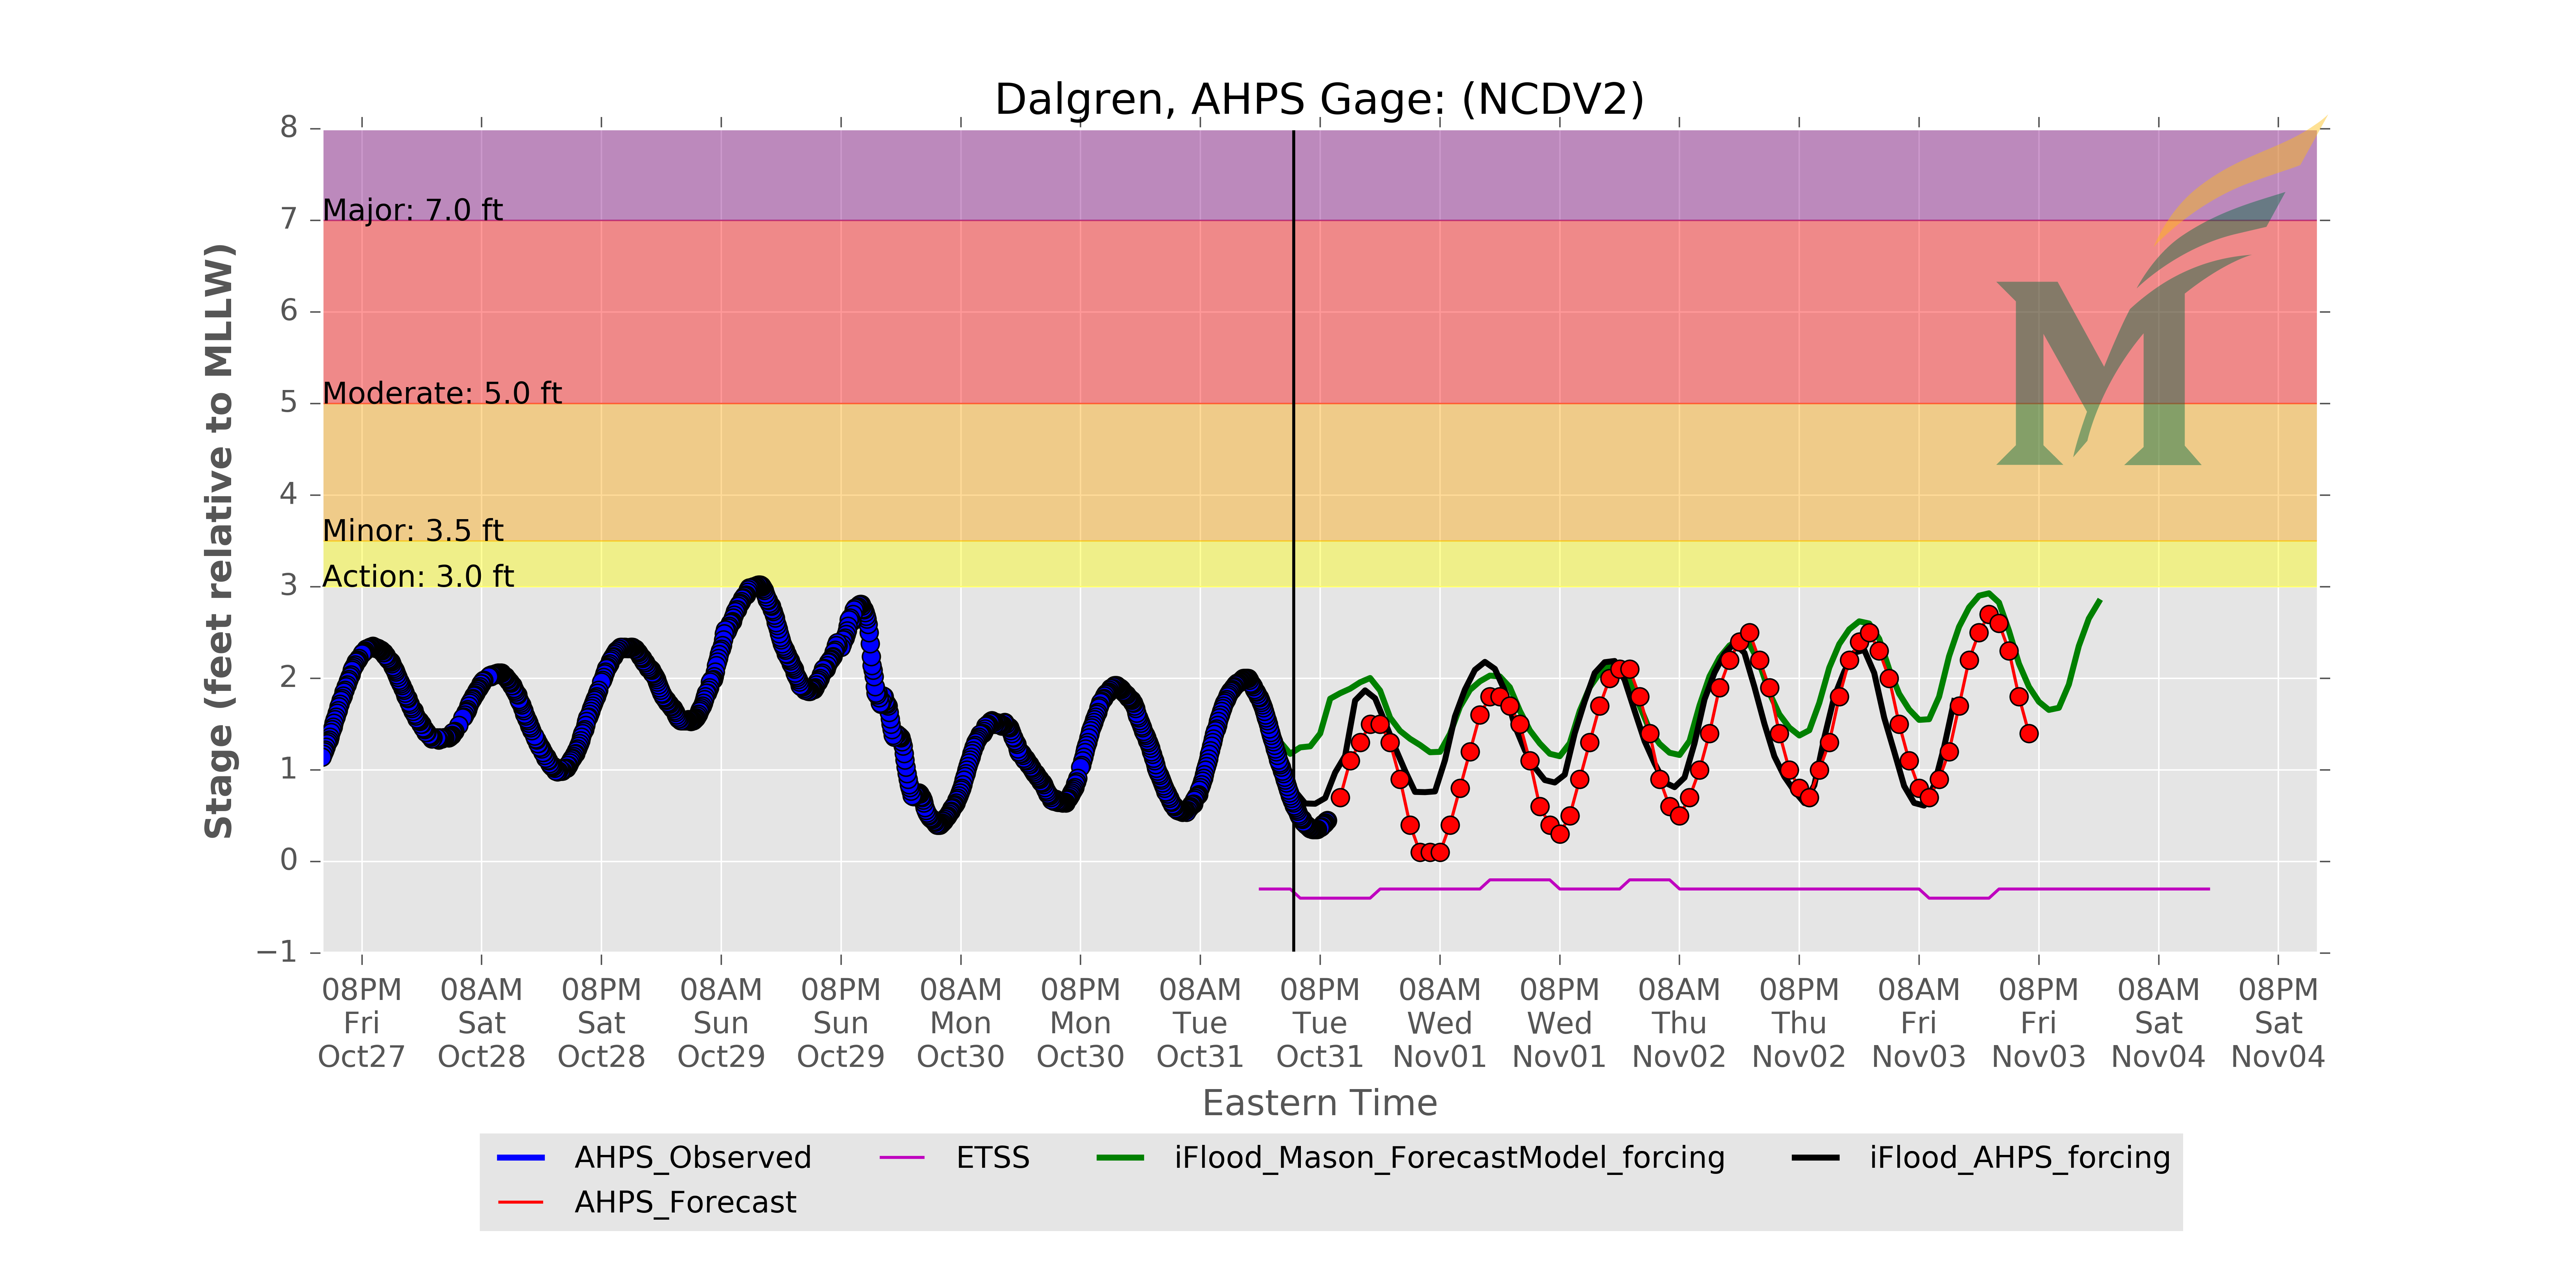 Dalgren, AHPS Gage: (NCDV2)
8
7
6
5
4
3
2
1
0
−1
Stage (feet relative to MLLW)
Major: 7.0 ft
Moderate: 5.0 ft
Minor: 3.5 ft
Action: 3.0 ft
M
08PM 08AM 08PM 08AM 08PM 08AM 08PM 08AM 08PM 08AM 08PM 08AM 08PM 08AM 08PM 08AM 08PM
Fri Sat Sat Sun Sun Mon Mon Tue Tue Wed Wed Thu Thu Fri Fri Sat Sat
Oct27 Oct28 Oct28 Oct29 Oct29 Oct30 Oct30 Oct31 Oct31 Nov01 Nov01 Nov02 Nov02 Nov03 Nov03 Nov04 Nov04
Eastern Time
AHPS_Observed ETSS iFlood_Mason_ForecastModel_forcing iFlood_AHPS_forcing
AHPS_Forecast